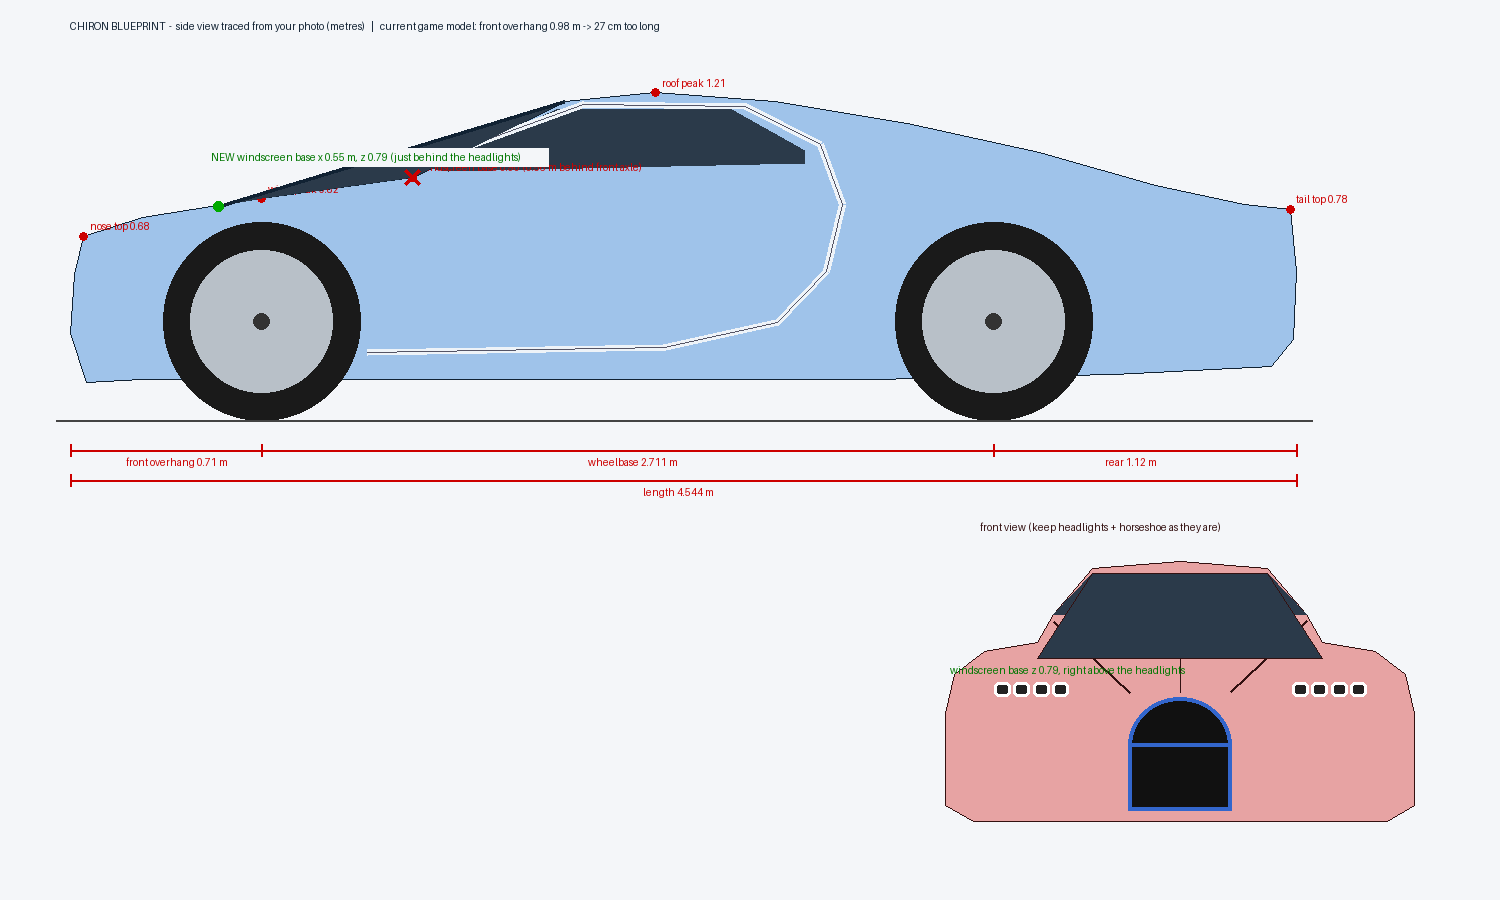 CHIRON BLUEPRINT - side view traced from your photo (metres) | current game model: front overhang 0.98 m -> 27 cm too long
roof peak 1.21
NEW windscreen base x 0.55 m, z 0.79 (just behind the headlights)
tail top 0.78
nose top 0.68
front overhang 0.71 m
wheelbase 2.711 m
rear 1.12 m
length 4.544 m
front view (keep headlights + horseshoe as they are)
windscreen base z 0.79, right above the headlights